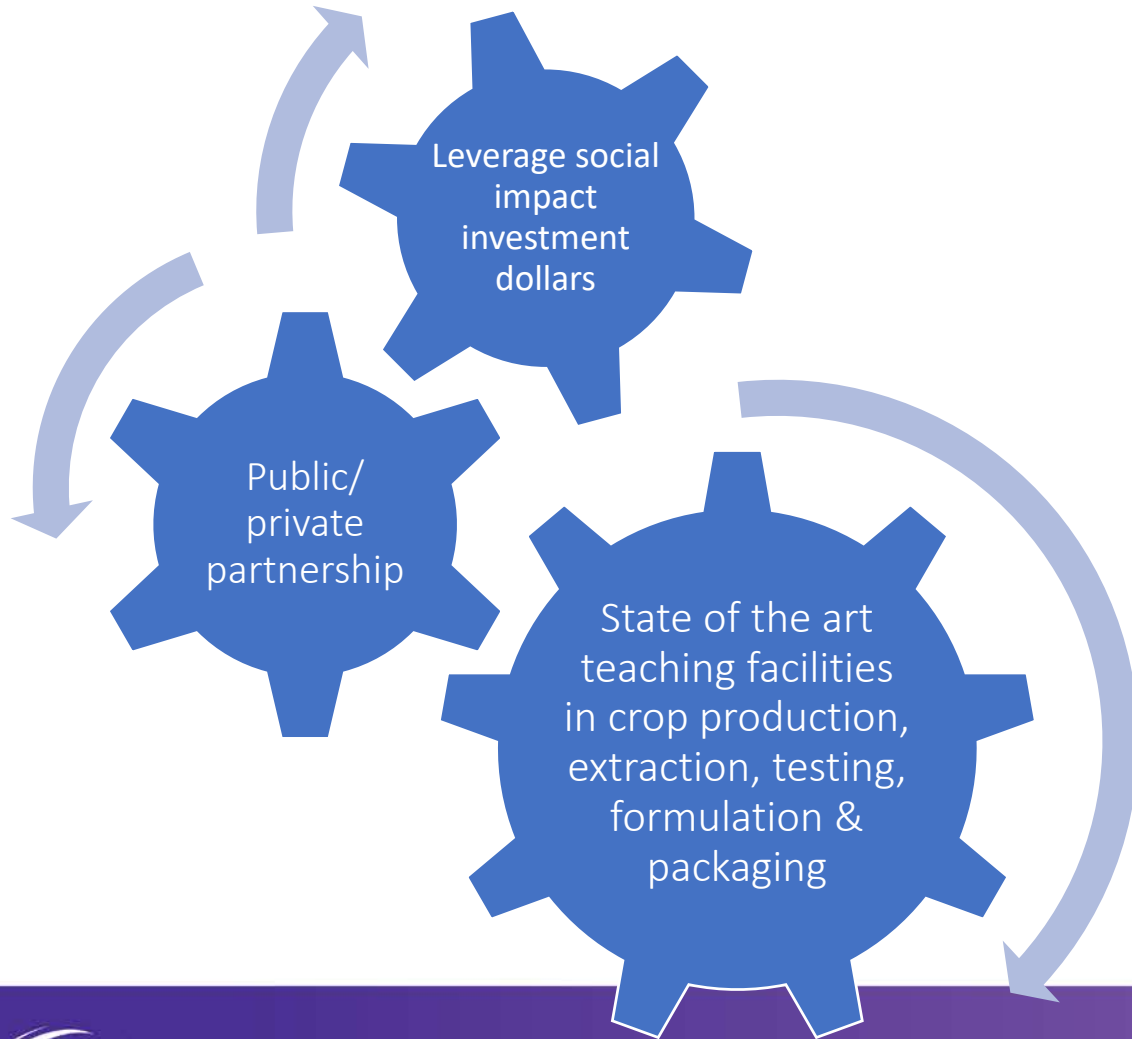 Leverage social
impact
investment
dollars
Public/
private
partnership
State of the art
teaching facilities
in crop production,
extraction, testing,
formulation &
packaging